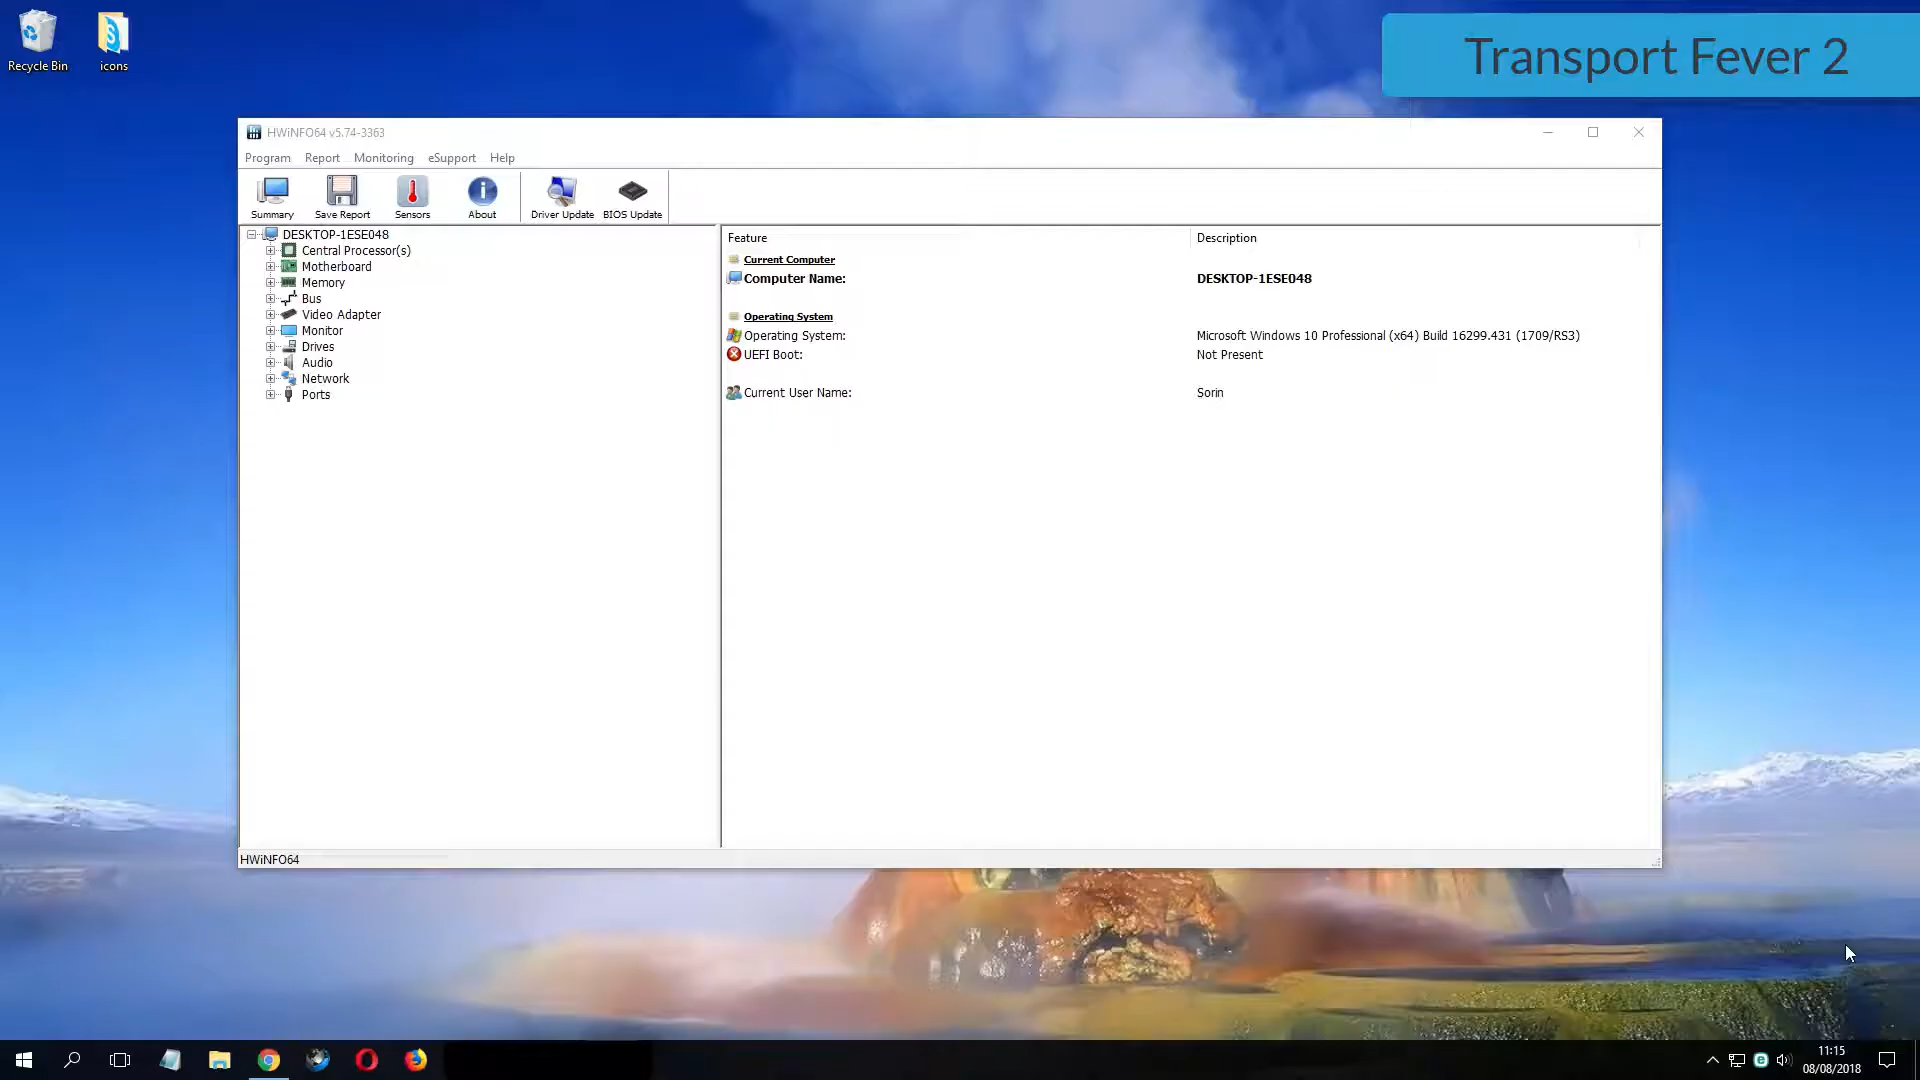 Recycle Bin
icons
Transport Fever 2
HWiNFO64 v5.74-3363
Program Report Monitoring eSupport Help
Summary Save Report Sensors About Driver Update BIOS Update
DESKTOP-1ESE048
Central Processor(s)
Motherboard
Memory
Bus
Video Adapter
Monitor
Drives
Audio
Network
Ports
Feature Description
Current Computer
Computer Name: DESKTOP-1ESE048
Operating System
Operating System: Microsoft Windows 10 Professional (x64) Build 16299.431 (1709/RS3)
UEFI Boot: Not Present
Current User Name: Sorin
HWiNFO64
11:15
08/08/2018